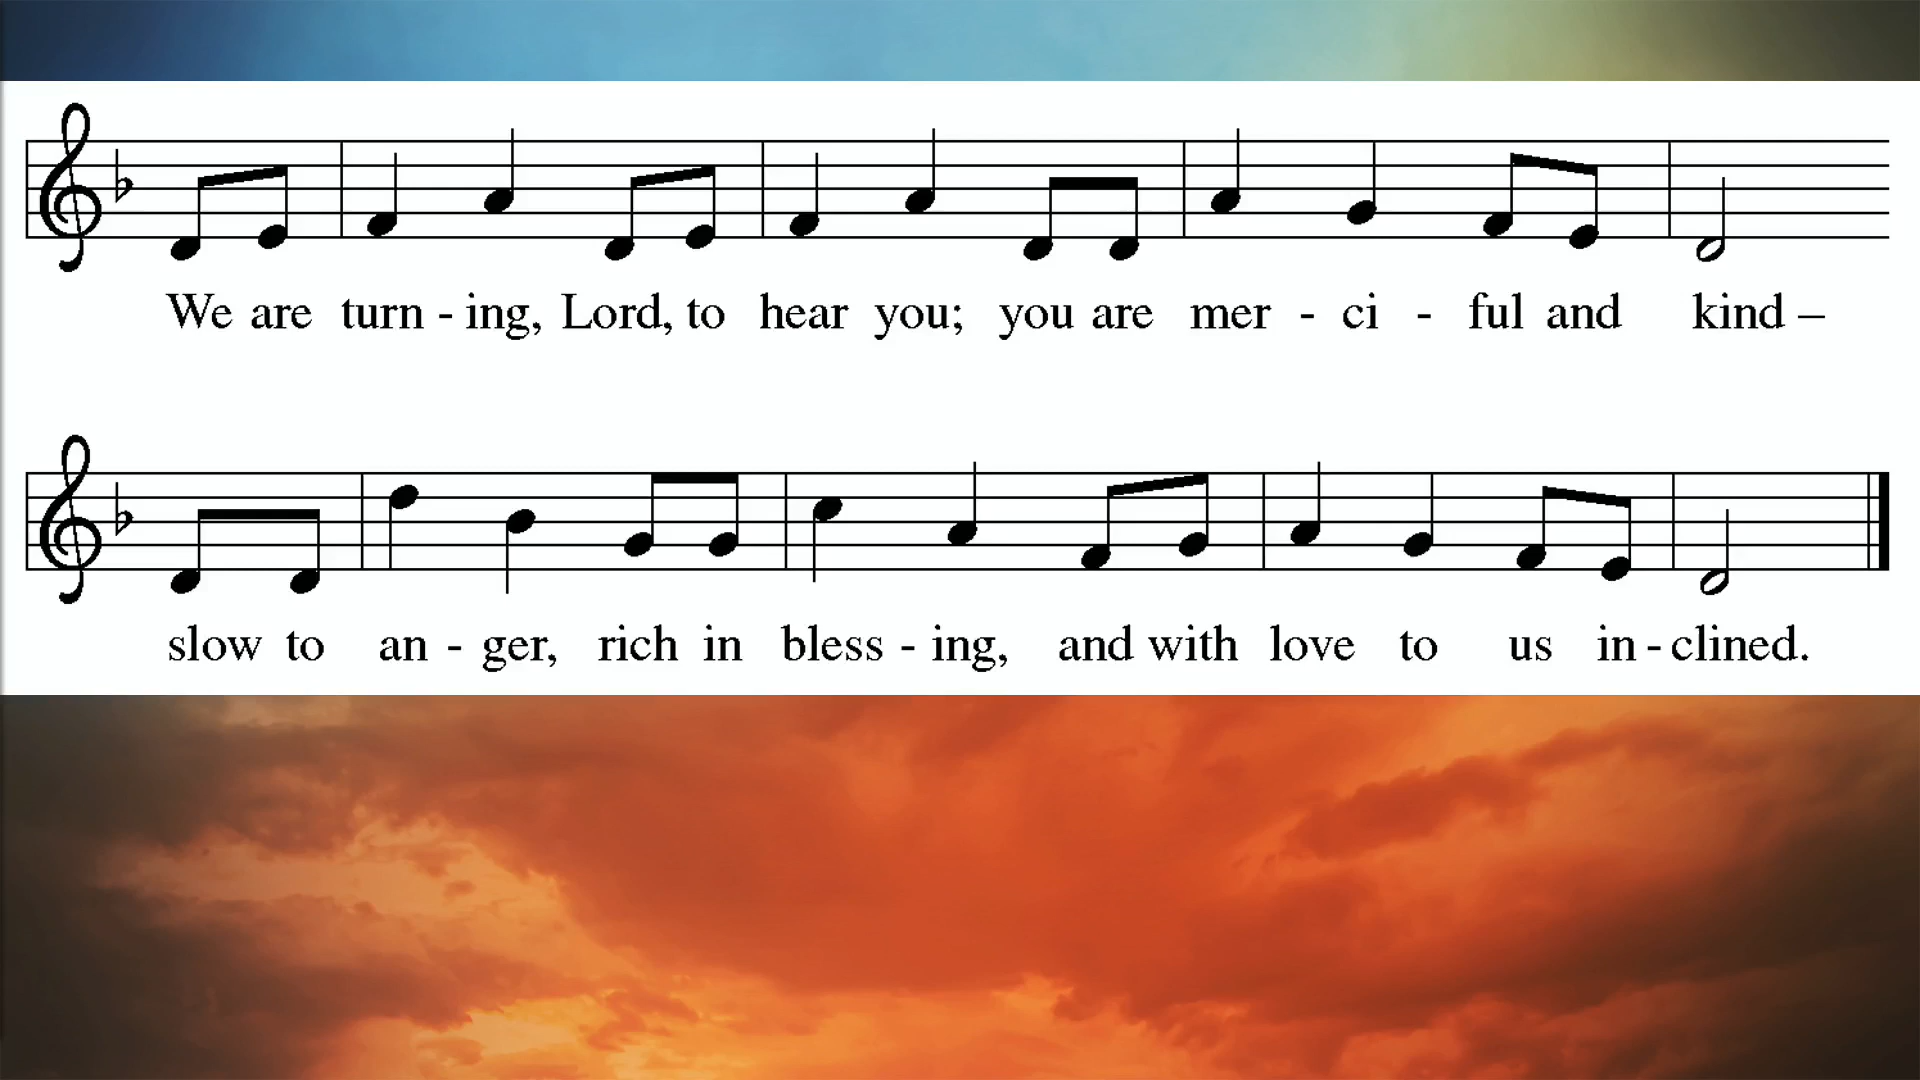 We are turn - ing, Lord, to hear you; you are mer - ci - ful and kind –
slow to an - ger, rich in bless - ing, and with love to us in - clined.